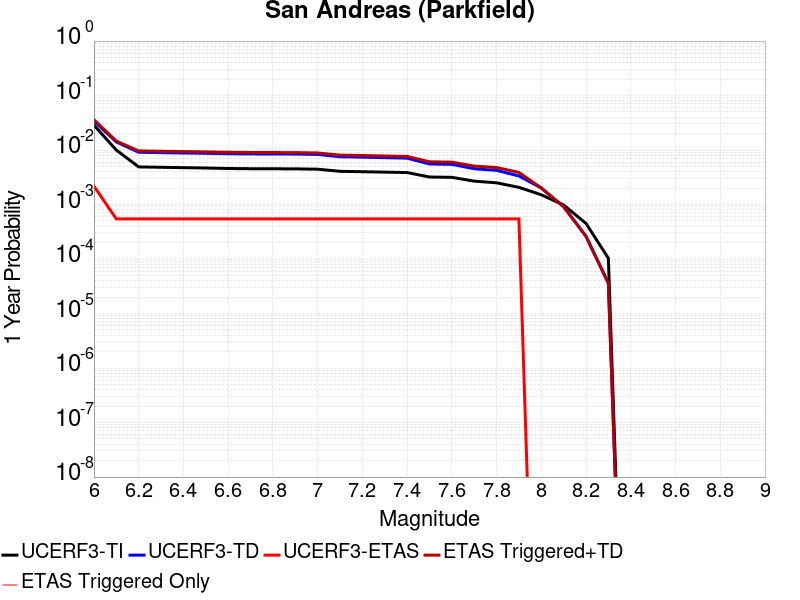 San Andreas (Parkfield)
10 0
10 -1
10 -2
10 -3
10 -4
10 -5
10 -6
10 -7
10 -8
1 Year Probability
6 6.2 6.4 6.6 6.8 7 7.2 7.4 7.6 7.8 8 8.2 8.4 8.6 8.8 9
Magnitude
UCERF3-TI UCERF3-TD UCERF3-ETAS ETAS Triggered+TD
ETAS Triggered Only